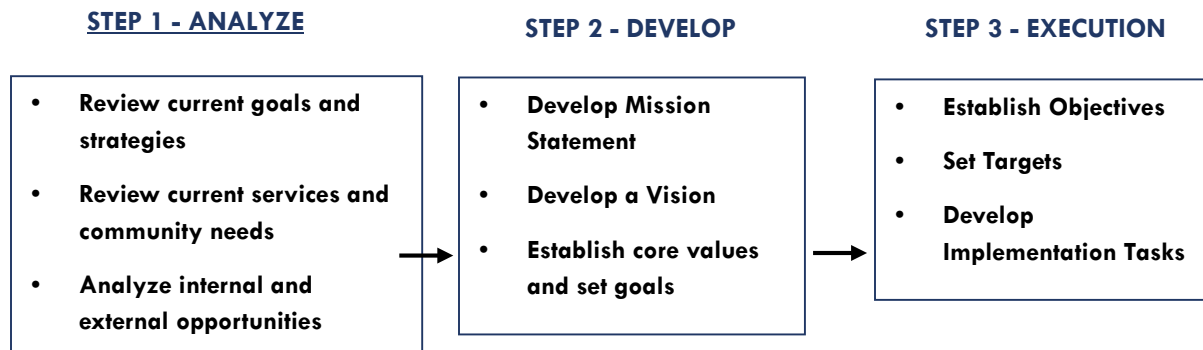 STEP 1 - ANALYZE
• Review current goals and
strategies
• Review current services and
community needs
• Analyze internal and
external opportunities
STEP 2 - DEVELOP
• Develop Mission
Statement
• Develop a Vision
• Establish core values
and set goals
STEP 3 - EXECUTION
• Establish Objectives
• Set Targets
• Develop
Implementation Tasks